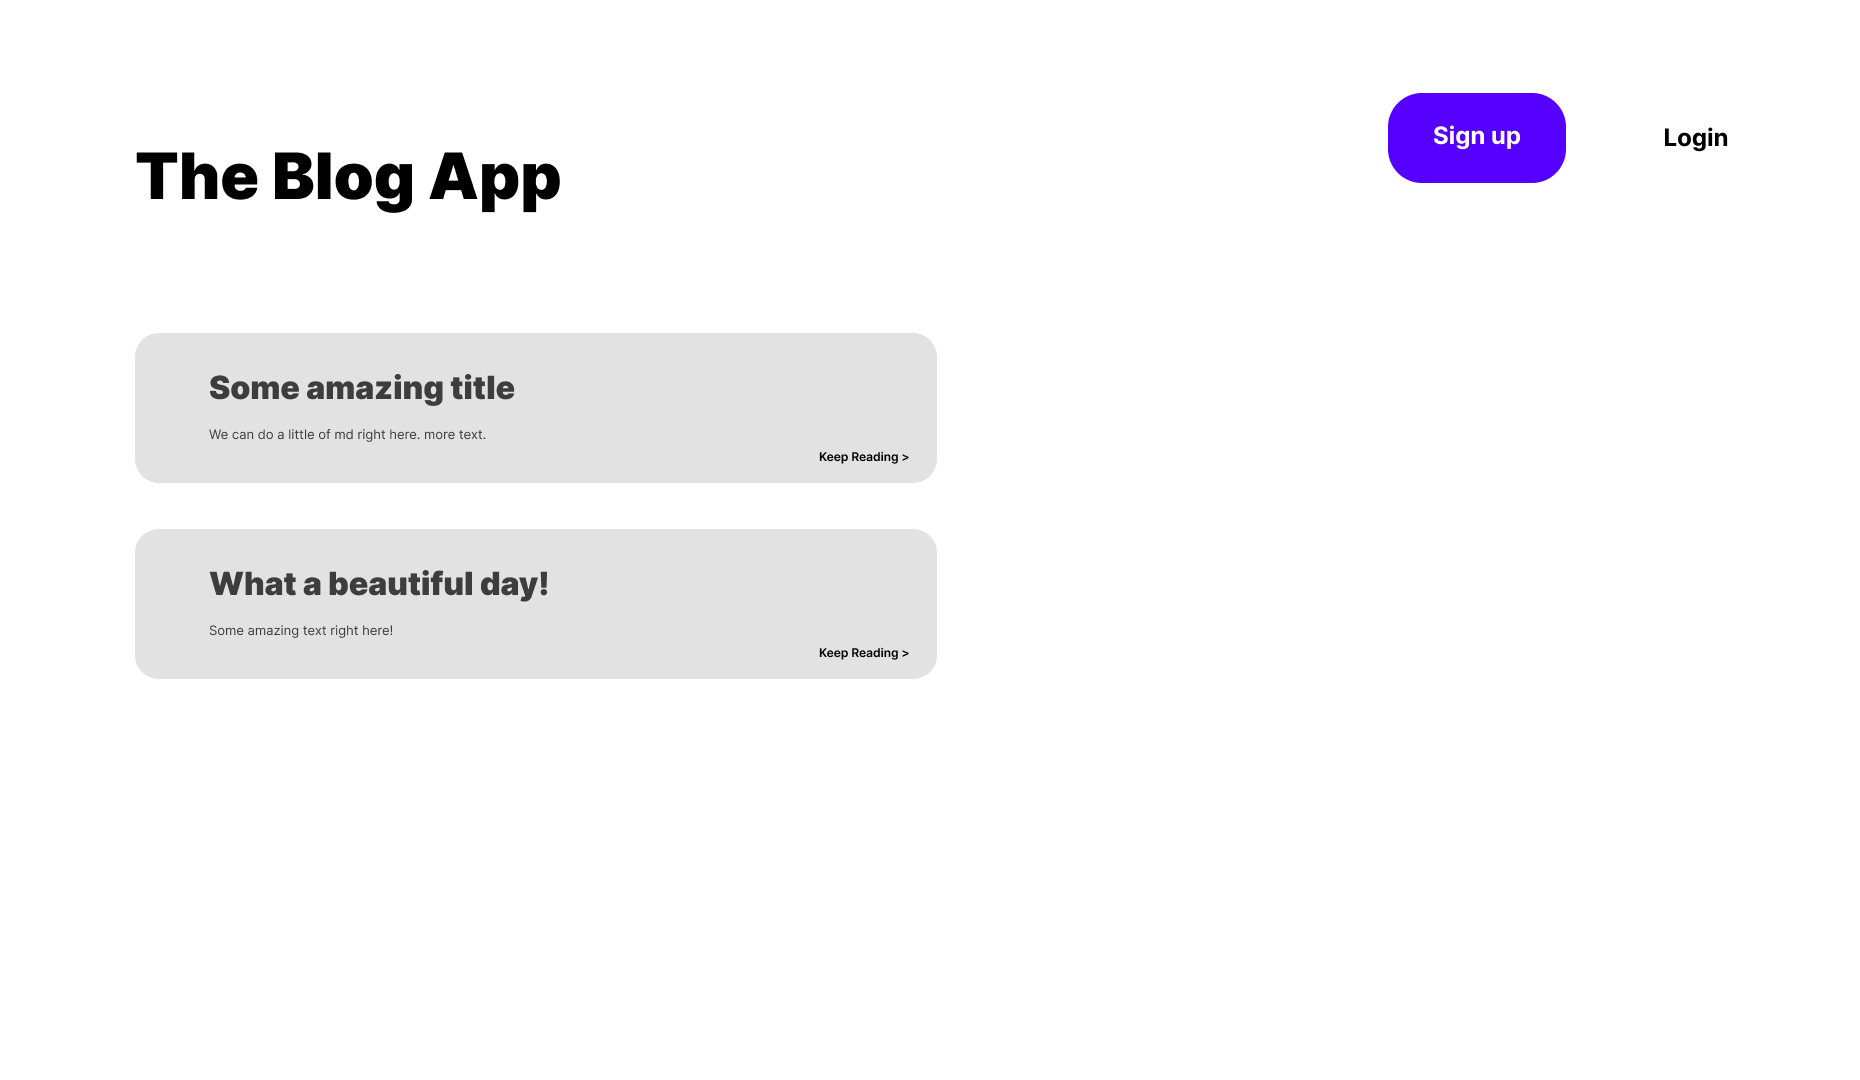 The Blog App
Sign up
Login
Some amazing title
We can do a little of md right here. more text.
Keep Reading >
What a beautiful day!
Some amazing text right here!
Keep Reading >